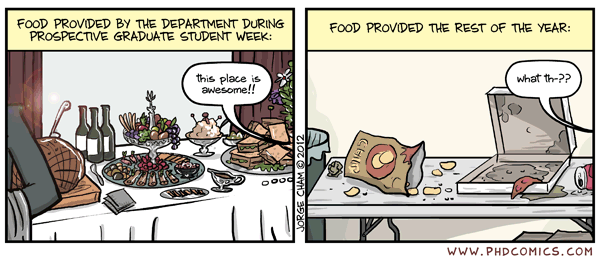 FOOD PROVIDED BY THE DEPARTMENT DURING
PROSPECTIVE GRADUATE STUDENT WEEK:
this place is
awesome!!
JORGE CHAM © 2012
FOOD PROVIDED THE REST OF THE YEAR:
what th-??
CHIPS
WWW.PHDCOMICS.COM